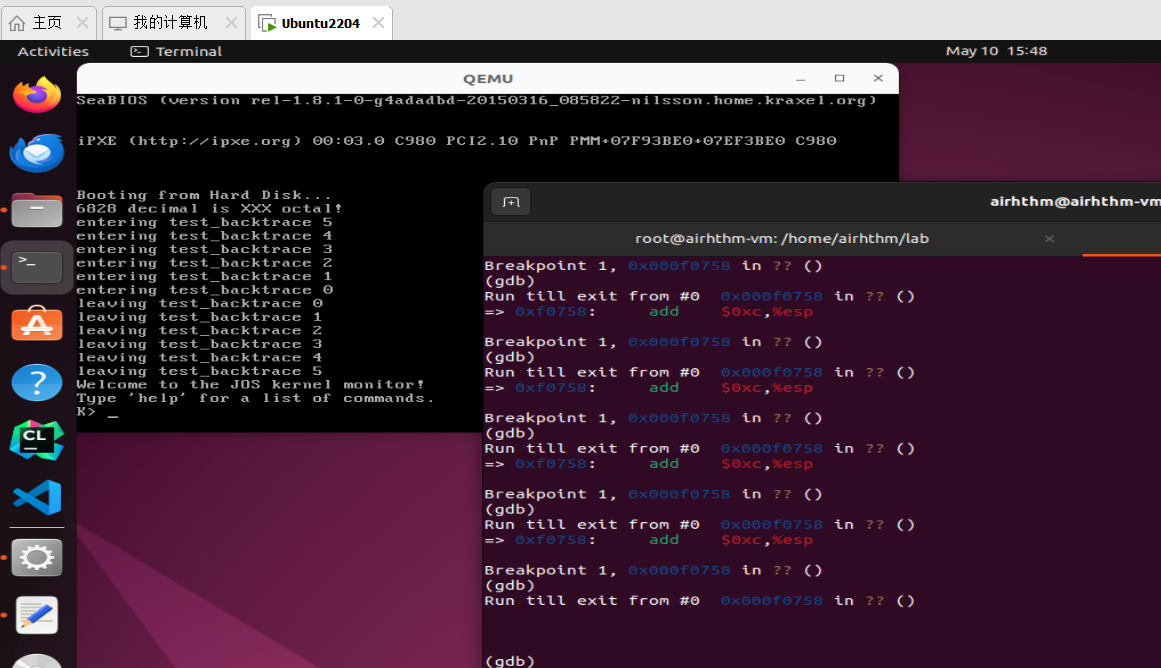 主页
我的计算机
Ubuntu2204
Activities
Terminal
May 10 15:48
QEMU
SeaBIOS (version rel-1.8.1-0-g4adadbd-20150316_085822-nilsson.home.kraxel.org)
iPXE (http://ipxe.org) 00:03.0 C980 PCI2.10 PnP PMM+07F93BE0+07EF3BE0 C980
Booting from Hard Disk...
6828 decimal is XXX octal!
entering test_backtrace 5
entering test_backtrace 4
entering test_backtrace 3
entering test_backtrace 2
entering test_backtrace 1
entering test_backtrace 0
leaving test_backtrace 0
leaving test_backtrace 1
leaving test_backtrace 2
leaving test_backtrace 3
leaving test_backtrace 4
leaving test_backtrace 5
Welcome to the JOS kernel monitor!
Type 'help' for a list of commands.
K> _
airhthm@airhthm-vm
root@airhthm-vm: /home/airhthm/lab
Breakpoint 1, 0x000f0758 in ?? ()
(gdb)
Run till exit from #0 0x000f0758 in ?? ()
=> 0xf0758: add $0xc,%esp
Breakpoint 1, 0x000f0758 in ?? ()
(gdb)
Run till exit from #0 0x000f0758 in ?? ()
=> 0xf0758: add $0xc,%esp
Breakpoint 1, 0x000f0758 in ?? ()
(gdb)
Run till exit from #0 0x000f0758 in ?? ()
=> 0xf0758: add $0xc,%esp
Breakpoint 1, 0x000f0758 in ?? ()
(gdb)
Run till exit from #0 0x000f0758 in ?? ()
=> 0xf0758: add $0xc,%esp
Breakpoint 1, 0x000f0758 in ?? ()
(gdb)
Run till exit from #0 0x000f0758 in ?? ()
(gdb)
CL